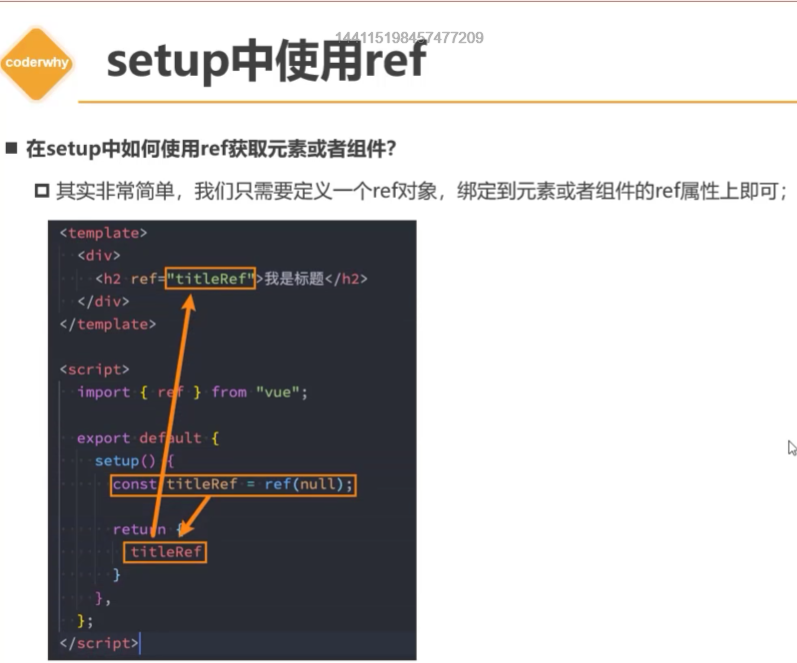 144115198457477209
coderwhy
setup中使用ref
在setup中如何使用ref获取元素或者组件？
其实非常简单，我们只需要定义一个ref对象，绑定到元素或者组件的ref属性上即可；
<template>
  <div>
    <h2 ref="titleRef">我是标题</h2>
  </div>
</template>

<script>
  import { ref } from "vue";

  export default {
    setup() {
      const titleRef = ref(null);

      return {
        titleRef
      }
    },
  };
</script>